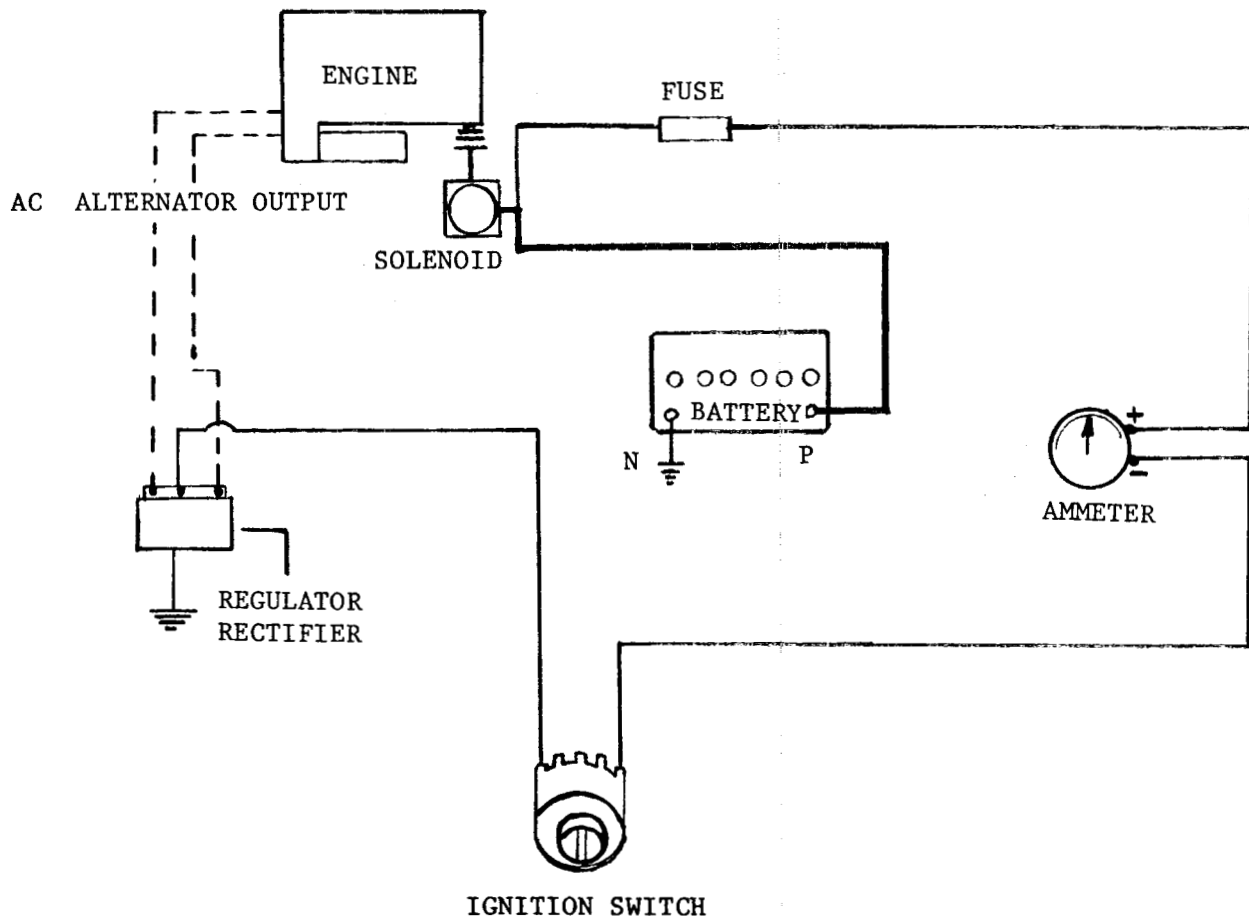 ENGINE
FUSE
AC ALTERNATOR OUTPUT
SOLENOID
BATTERY
N
P
+
-
AMMETER
REGULATOR
RECTIFIER
IGNITION SWITCH